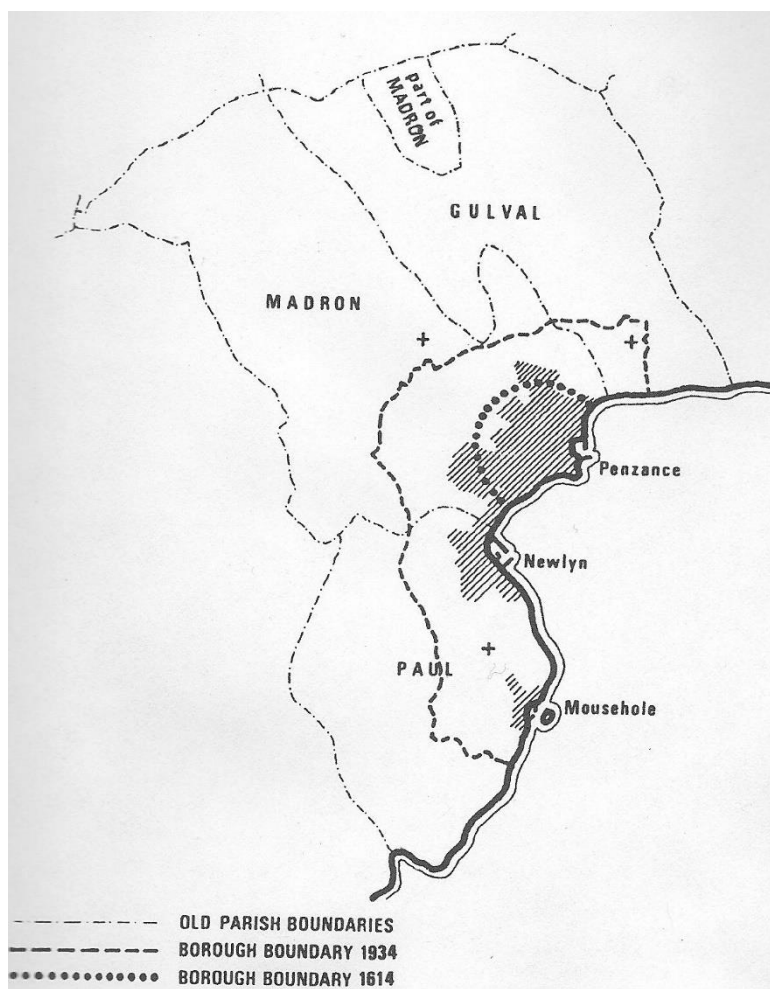 part of
MADRON
GULVAL
MADRON
Penzance
Newlyn
PAUL
Mousehole
OLD PARISH BOUNDARIES
BOROUGH BOUNDARY 1934
BOROUGH BOUNDARY 1614